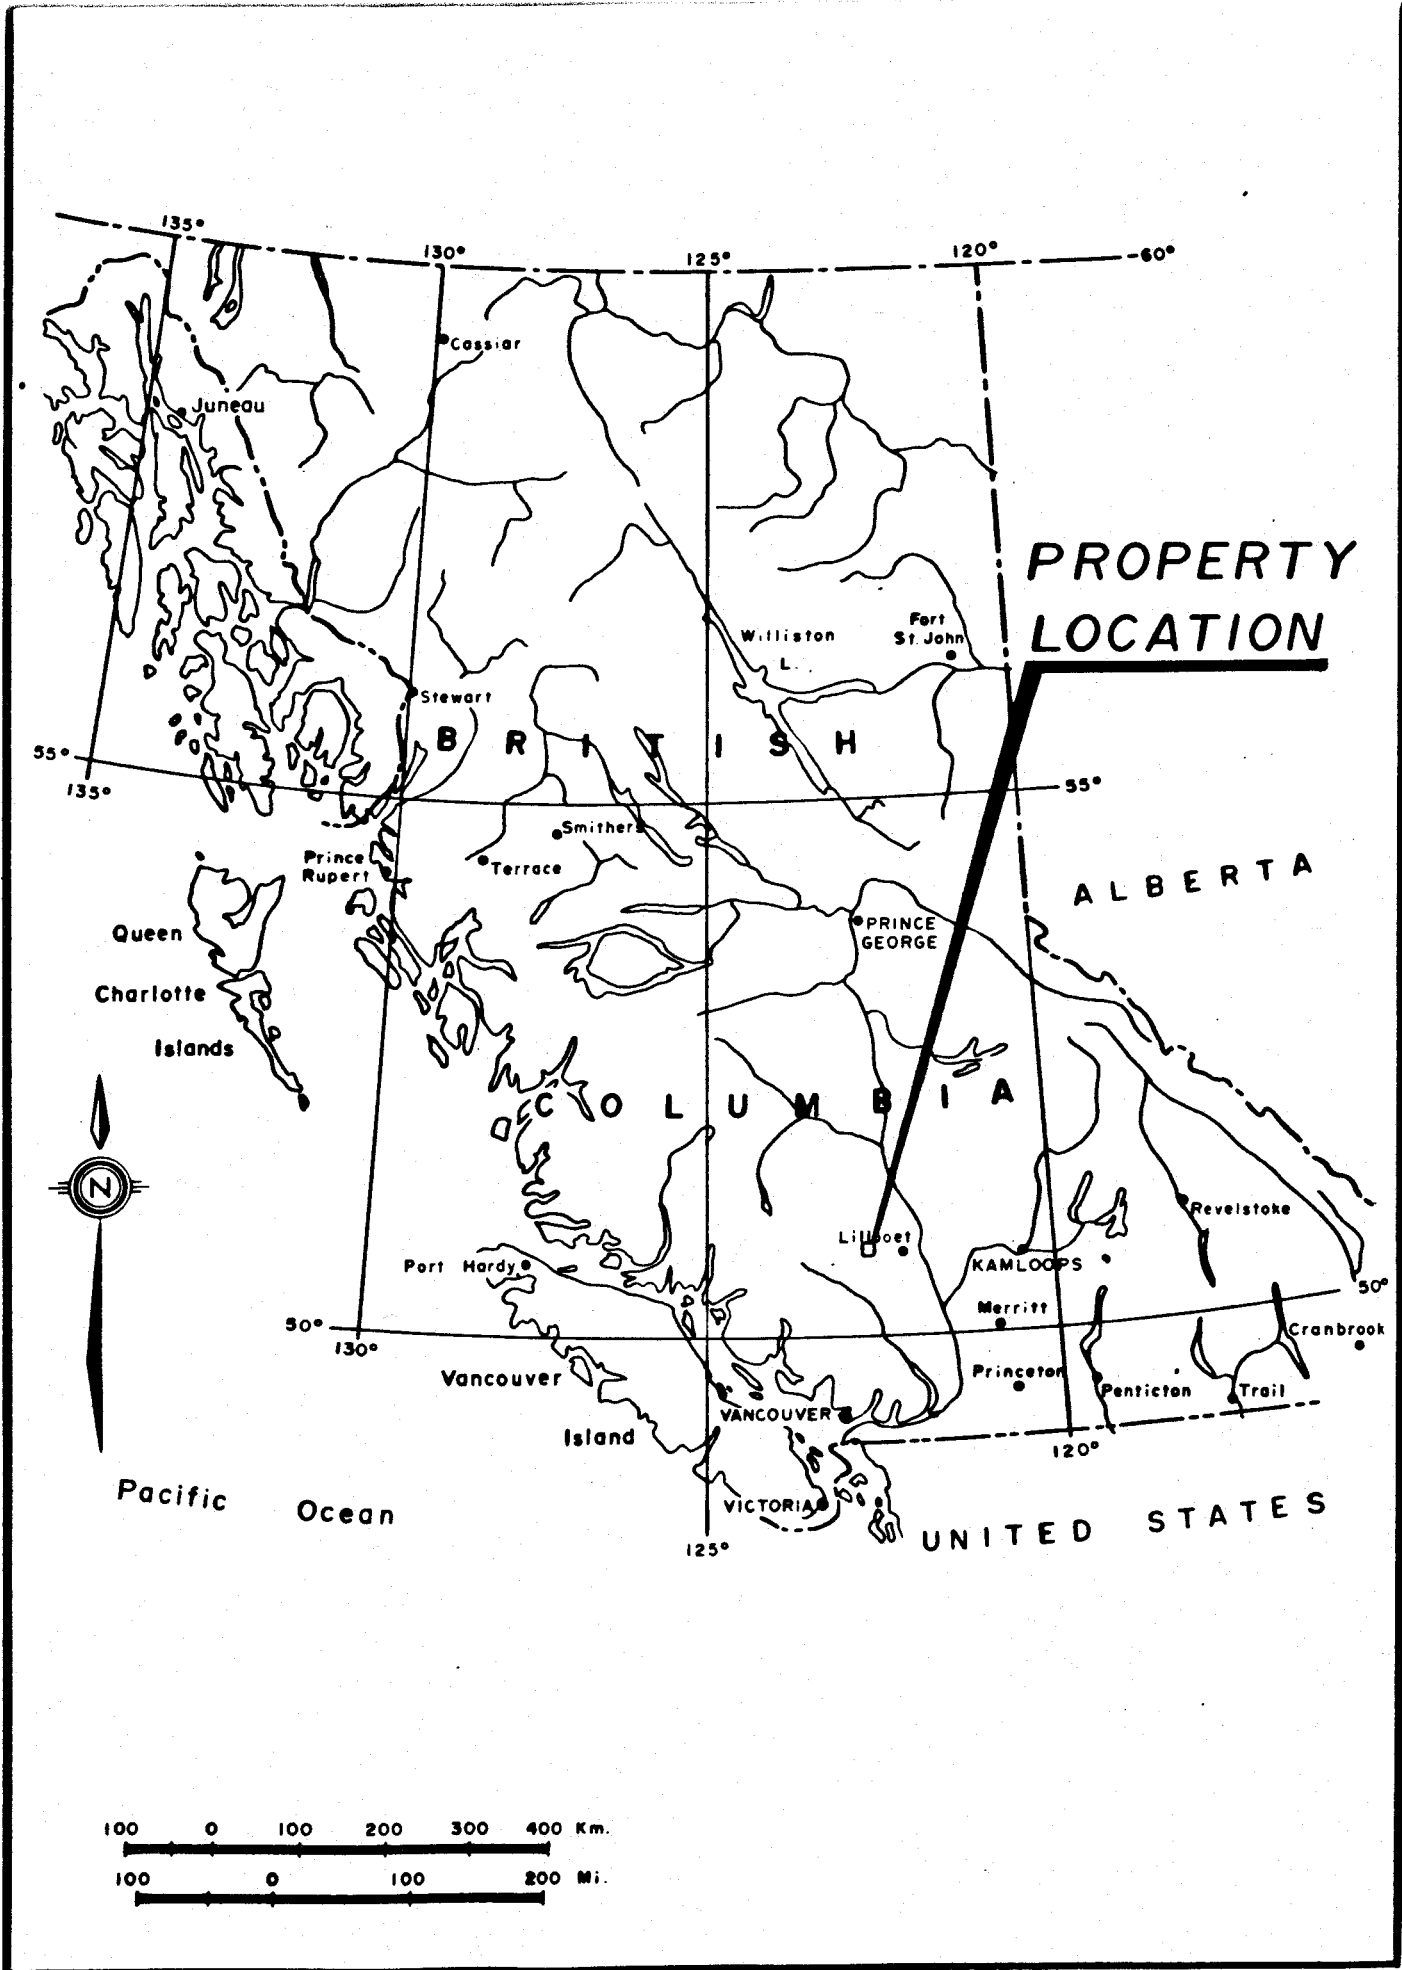 135°
130°
125°
120°
60°
Cassiar
Juneau
PROPERTY
LOCATION
Fort
St. John
Williston
L.
Stewart
BRITISH
55°
135°
55°
Smithers
Terrace
Prince
Rupert
ALBERTA
PRINCE
GEORGE
Queen
Charlotte
Islands
COLUMBIA
N
Revelstoke
Lillooet
Port Hardy
KAMLOOPS
50°
Merritt
50°
130°
Cranbrook
Vancouver
Island
Princeton
Penticton
Trail
VANCOUVER
120°
Pacific Ocean
VICTORIA
UNITED STATES
125°
100 0 100 200 300 400 Km.
100 0 100 200 Mi.